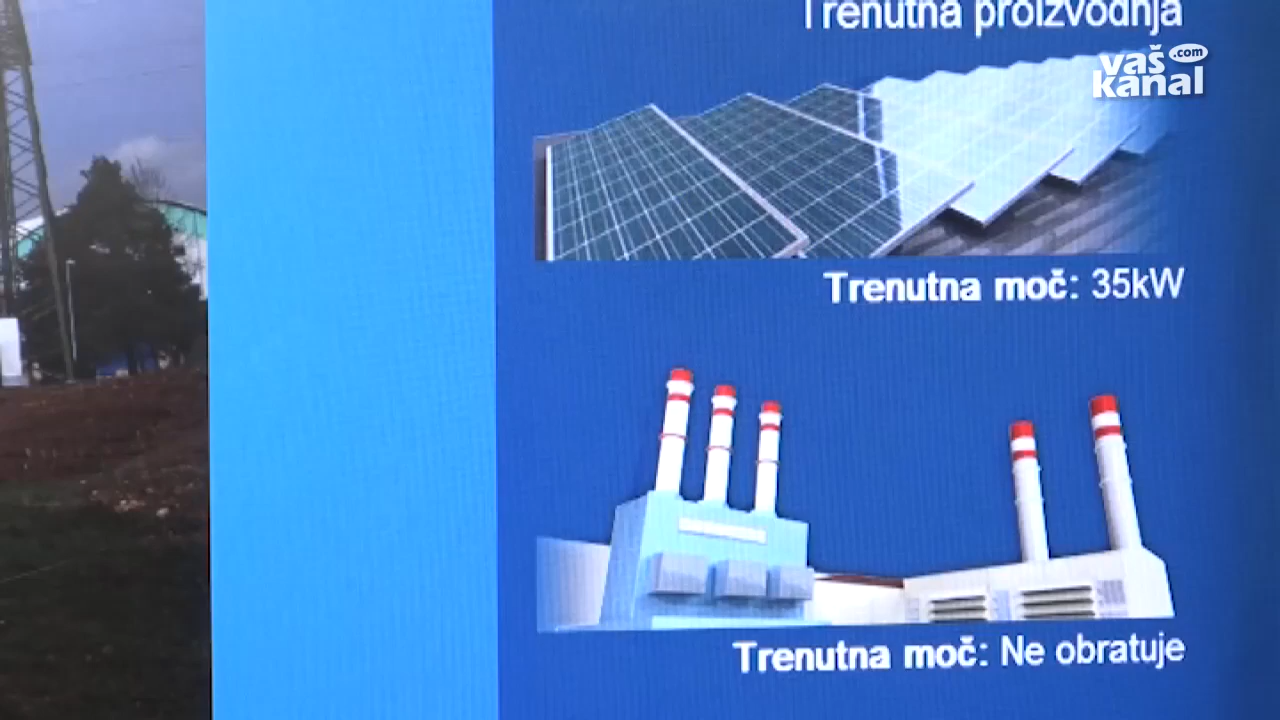 Trenutna proizvodnja
vaš
.com
kanal
Trenutna moč: 35kW
Trenutna moč: Ne obratuje